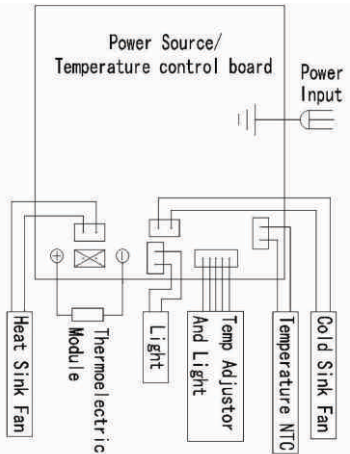 Power Source/
Temperature control board
Power
Input
Heat Sink Fan
Thermoelectric
Module
Light
Temp Adjustor
And Light
Temperature NTC
Cold Sink Fan